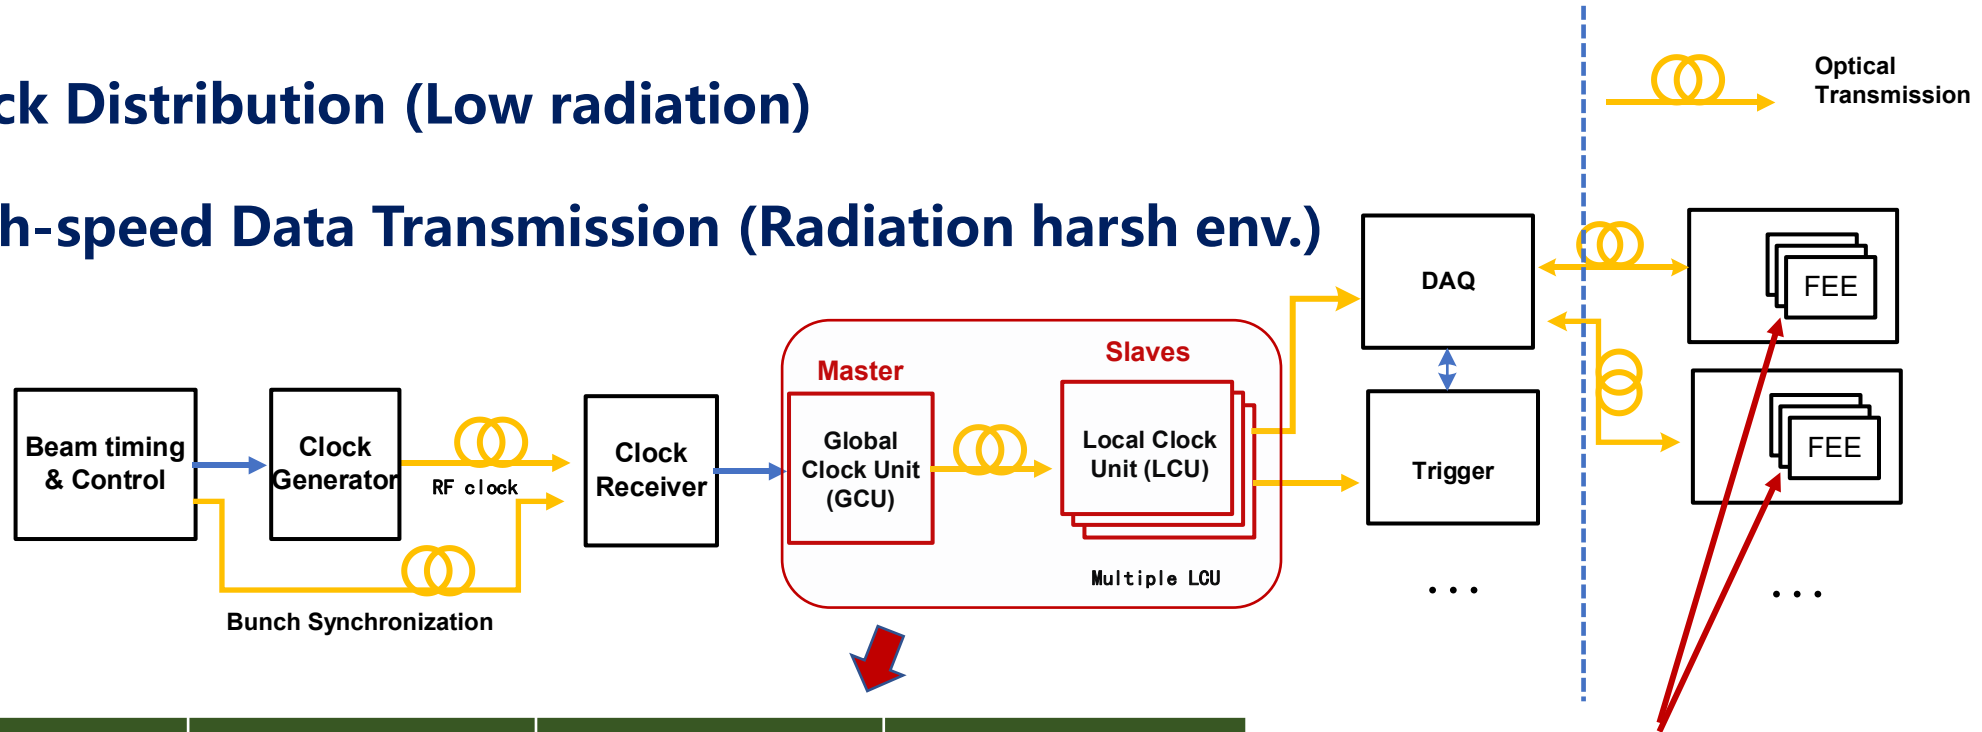 ck Distribution (Low radiation)
h-speed Data Transmission (Radiation harsh env.)
Optical
Transmission
Beam timing
& Control
Clock
Generator
RF clock
Bunch Synchronization
Clock
Receiver
Master
Global
Clock Unit
(GCU)
Slaves
Local Clock
Unit (LCU)
Multiple LCU
DAQ
Trigger
...
FEE
FEE
...